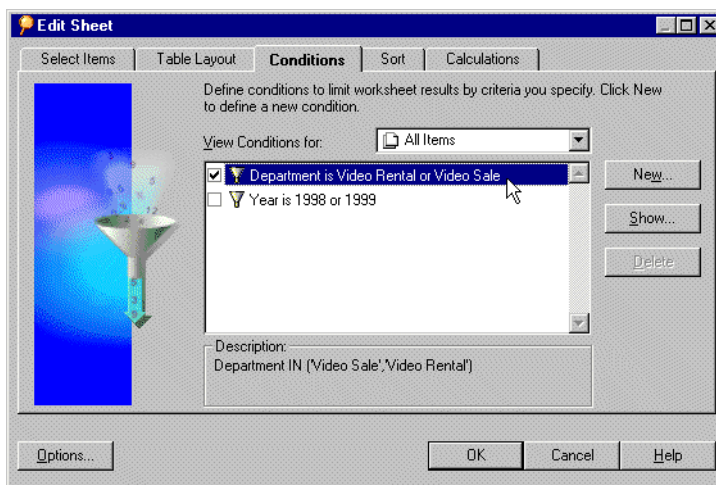 Edit Sheet
Select Items
Table Layout
Conditions
Sort
Calculations
Define conditions to limit worksheet results by criteria you specify. Click New
to define a new condition.
View Conditions for:
All Items
Department is Video Rental or Video Sale
Year is 1998 or 1999
New...
Show...
Delete
Description:
Department IN ('Video Sale','Video Rental')
Options...
OK
Cancel
Help